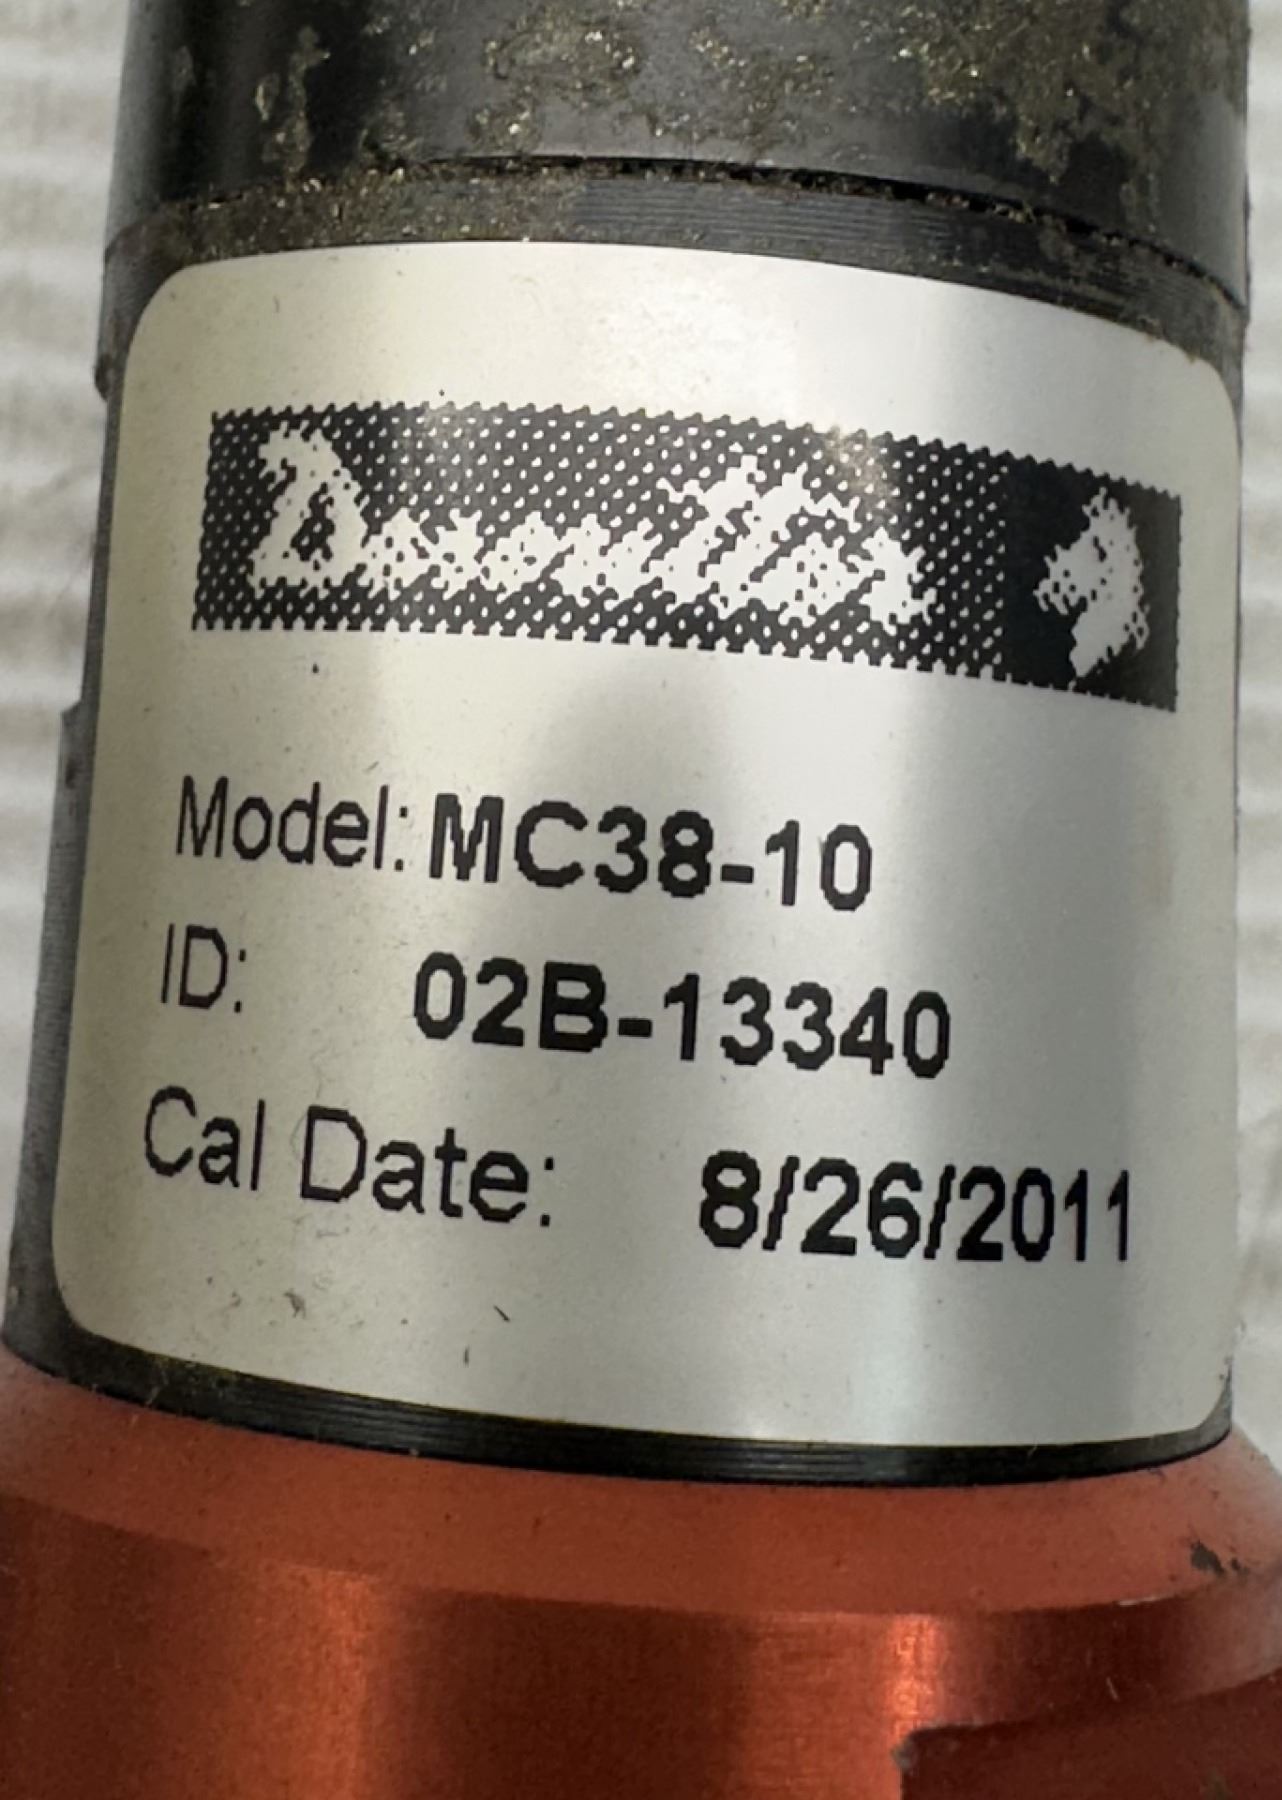 Model: MC38-10
ID: 02B-13340
Cal Date: 8/26/2011